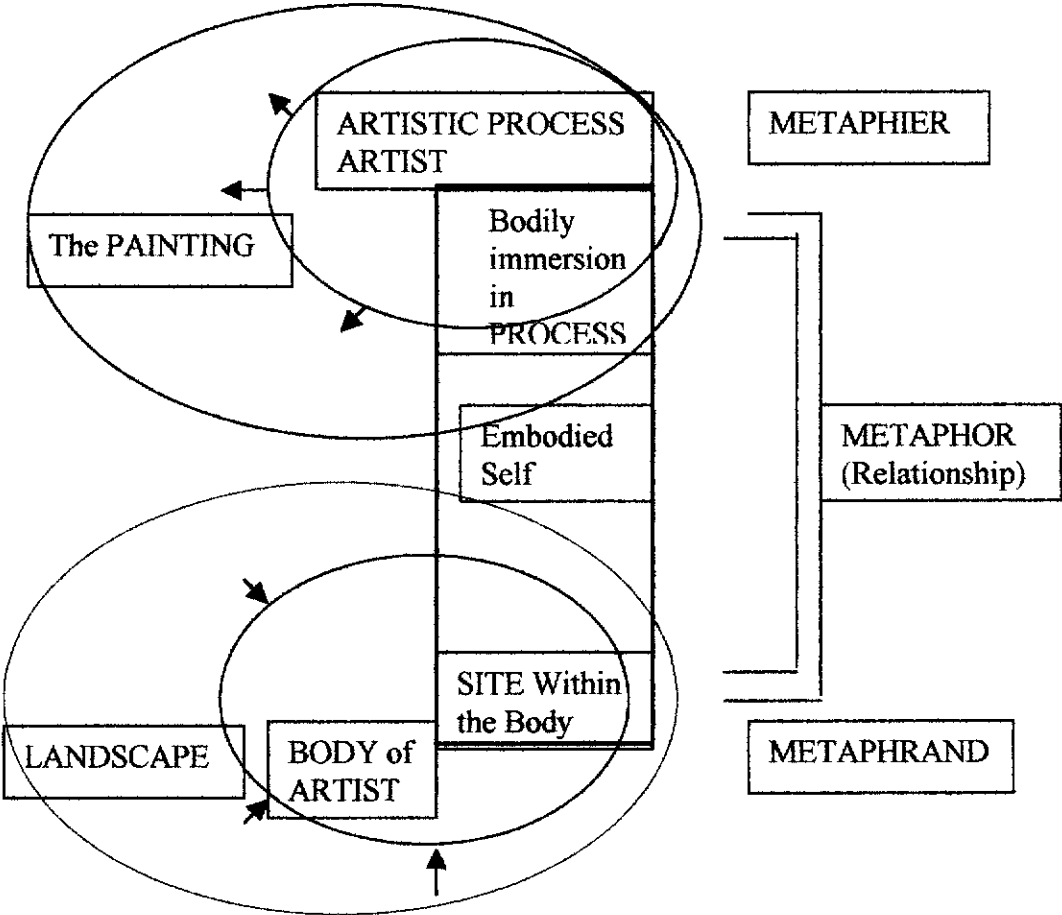 ARTISTIC PROCESS
ARTIST
METAPHIER
The PAINTING
Bodily
immersion
in
PROCESS
Embodied
Self
METAPHOR
(Relationship)
SITE Within
the Body
LANDSCAPE
BODY of
ARTIST
METAPHRAND